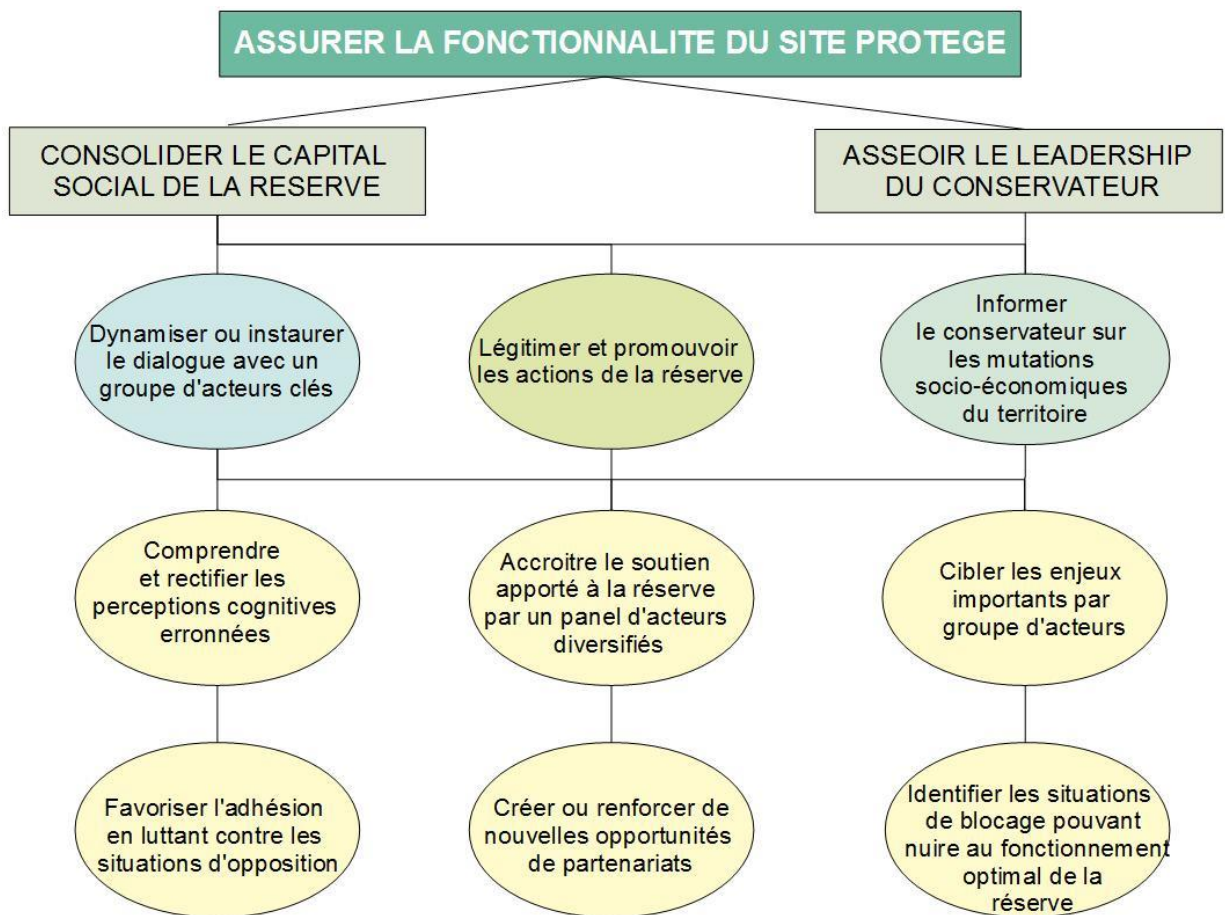 ASSURER LA FONCTIONNALITE DU SITE PROTEGE
CONSOLIDER LE CAPITAL
SOCIAL DE LA RESERVE
ASSEOIR LE LEADERSHIP
DU CONSERVATEUR
Dynamiser ou instaurer
le dialogue avec un
groupe d'acteurs clés
Légitimer et promouvoir
les actions de la réserve
Informer
le conservateur sur
les mutations
socio-économiques
du territoire
Comprendre
et rectifier les
perceptions cognitives
erronnées
Accroitre le soutien
apporté à la réserve
par un panel d'acteurs
diversifiés
Cibler les enjeux
importants par
groupe d'acteurs
Favoriser l'adhésion
en luttant contre les
situations d'opposition
Créer ou renforcer de
nouvelles opportunités
de partenariats
Identifier les situations
de blocage pouvant
nuire au fonctionnement
optimal de la
réserve